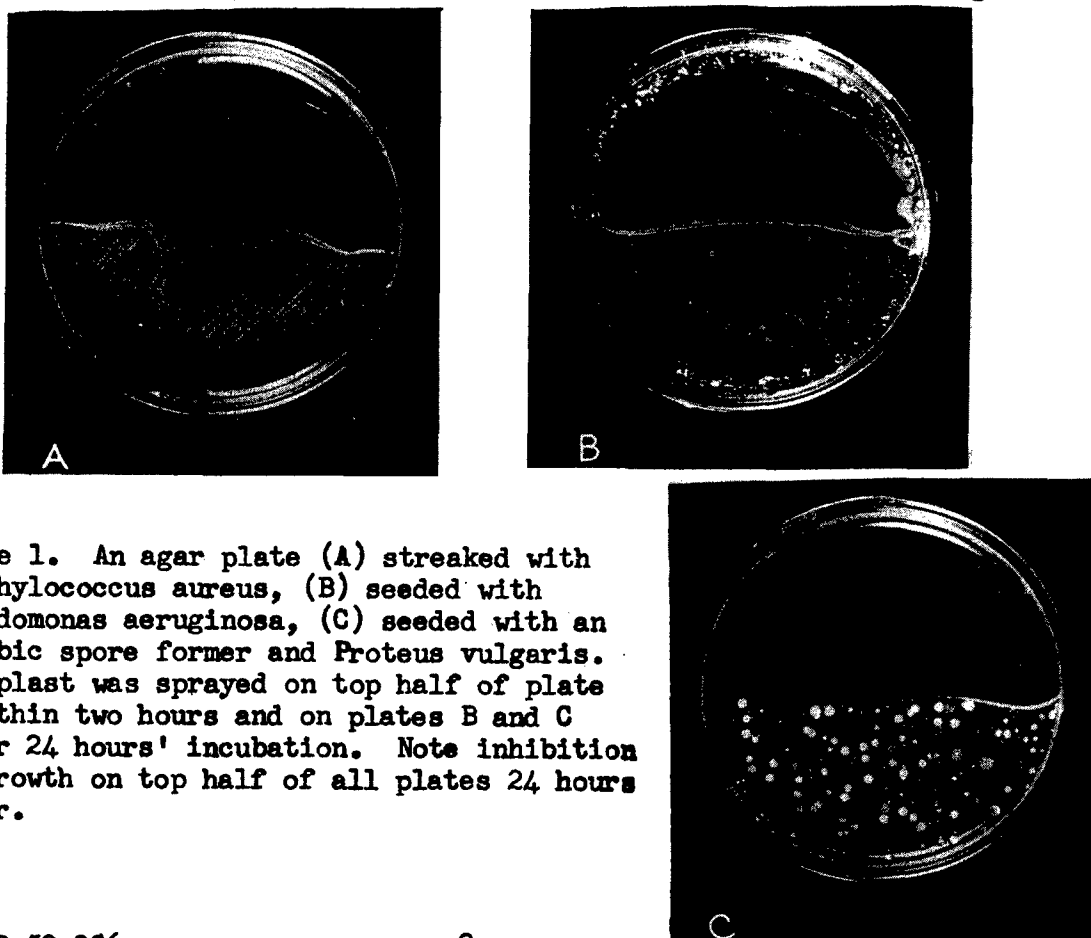 A
B
e 1. An agar plate (A) streaked with
hylococcus aureus, (B) seeded with
domonas aeruginosa, (C) seeded with an
bic spore former and Proteus vulgaris.
plast was sprayed on top half of plate
thin two hours and on plates B and C
r 24 hours' incubation. Note inhibition
rowth on top half of all plates 24 hours
r.
C